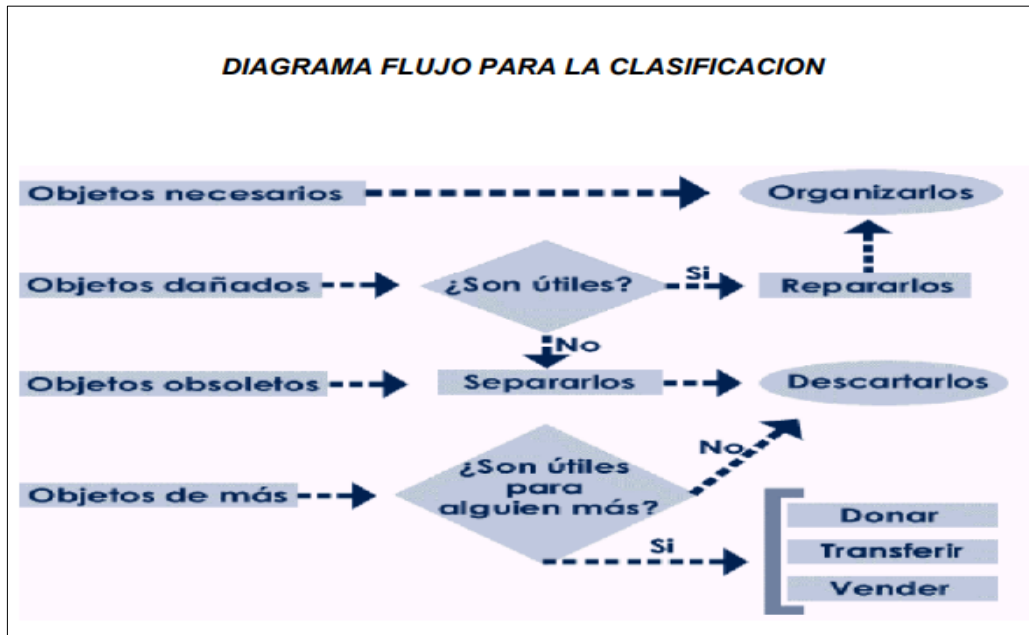 DIAGRAMA FLUJO PARA LA CLASIFICACION
Objetos necesarios
Organizarlos
Objetos dañados
¿Son útiles?
Si
Repararlos
No
Objetos obsoletos
Separarlos
Descartarlos
Objetos de más
¿Son útiles
para
alguien más?
No
Si
Donar
Transferir
Vender